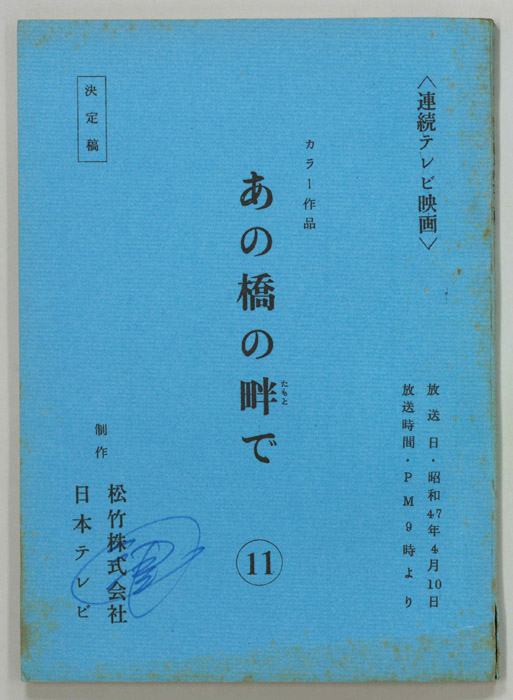 〈連続テレビ映画〉
放送日・昭和47年4月10日
放送時間・PM9時より
カラー作品
あの橋の畔で
たもと
11
決定稿
制作
松竹株式会社
日本テレビ